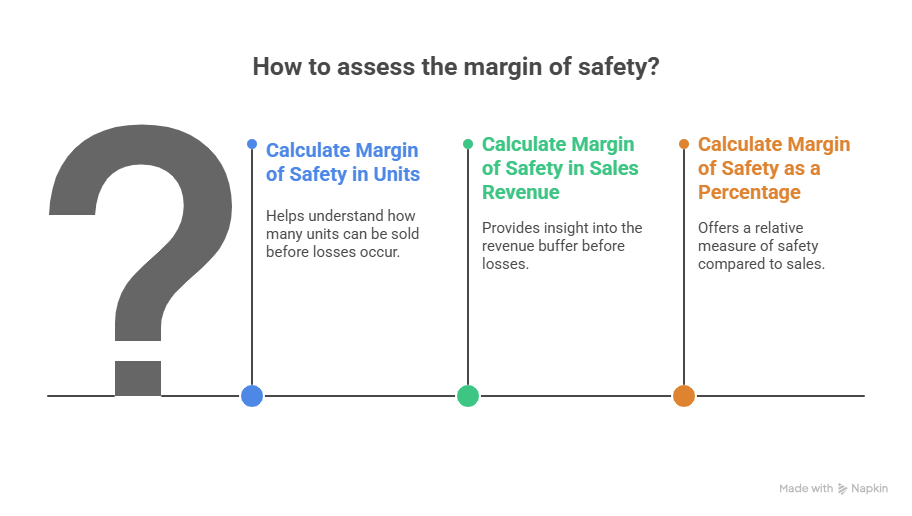 How to assess the margin of safety?
Calculate Margin
of Safety in Units
Helps understand how
many units can be sold
before losses occur.
Calculate Margin
of Safety in Sales
Revenue
Provides insight into the
revenue buffer before
losses.
Calculate Margin
of Safety as a
Percentage
Offers a relative
measure of safety
compared to sales.
?
Made with Napkin